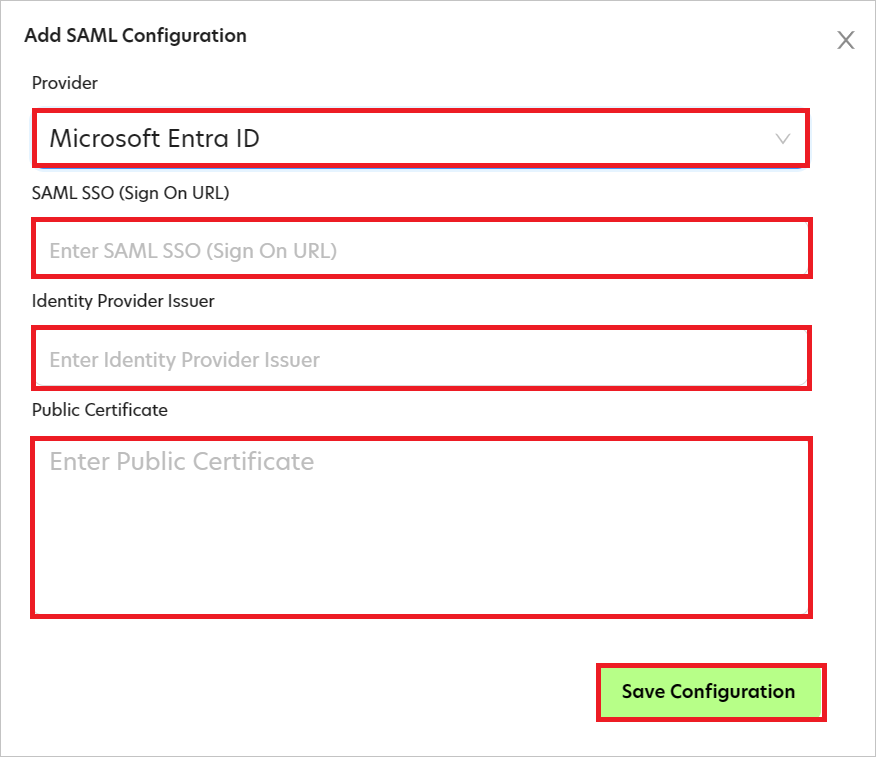 Add SAML Configuration
X
Provider
Microsoft Entra ID
SAML SSO (Sign On URL)
Enter SAML SSO (Sign On URL)
Identity Provider Issuer
Enter Identity Provider Issuer
Public Certificate
Enter Public Certificate
Save Configuration